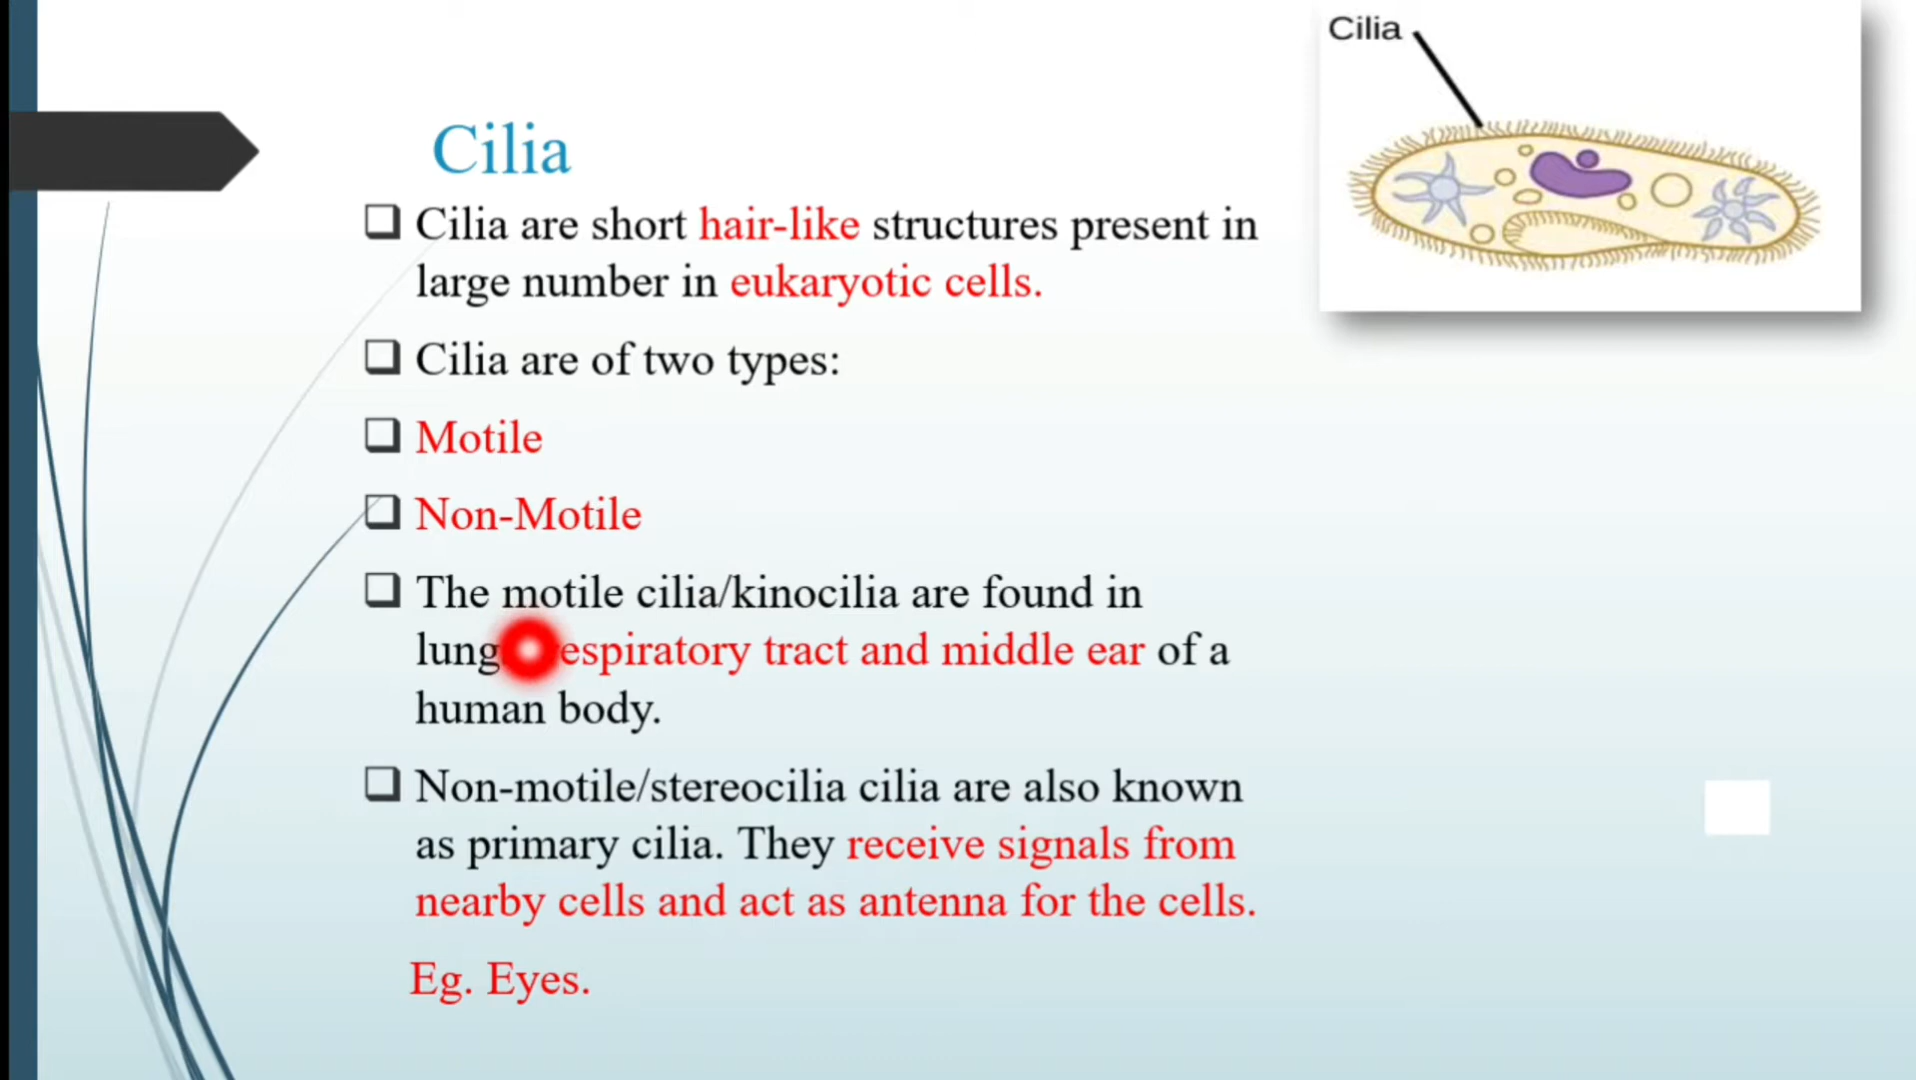 Cilia
Cilia
Cilia are short hair-like structures present in
large number in eukaryotic cells.
Cilia are of two types:
Motile
Non-Motile
The motile cilia/kinocilia are found in
lung espiratory tract and middle ear of a
human body.
Non-motile/stereocilia cilia are also known
as primary cilia. They receive signals from
nearby cells and act as antenna for the cells.
Eg. Eyes.